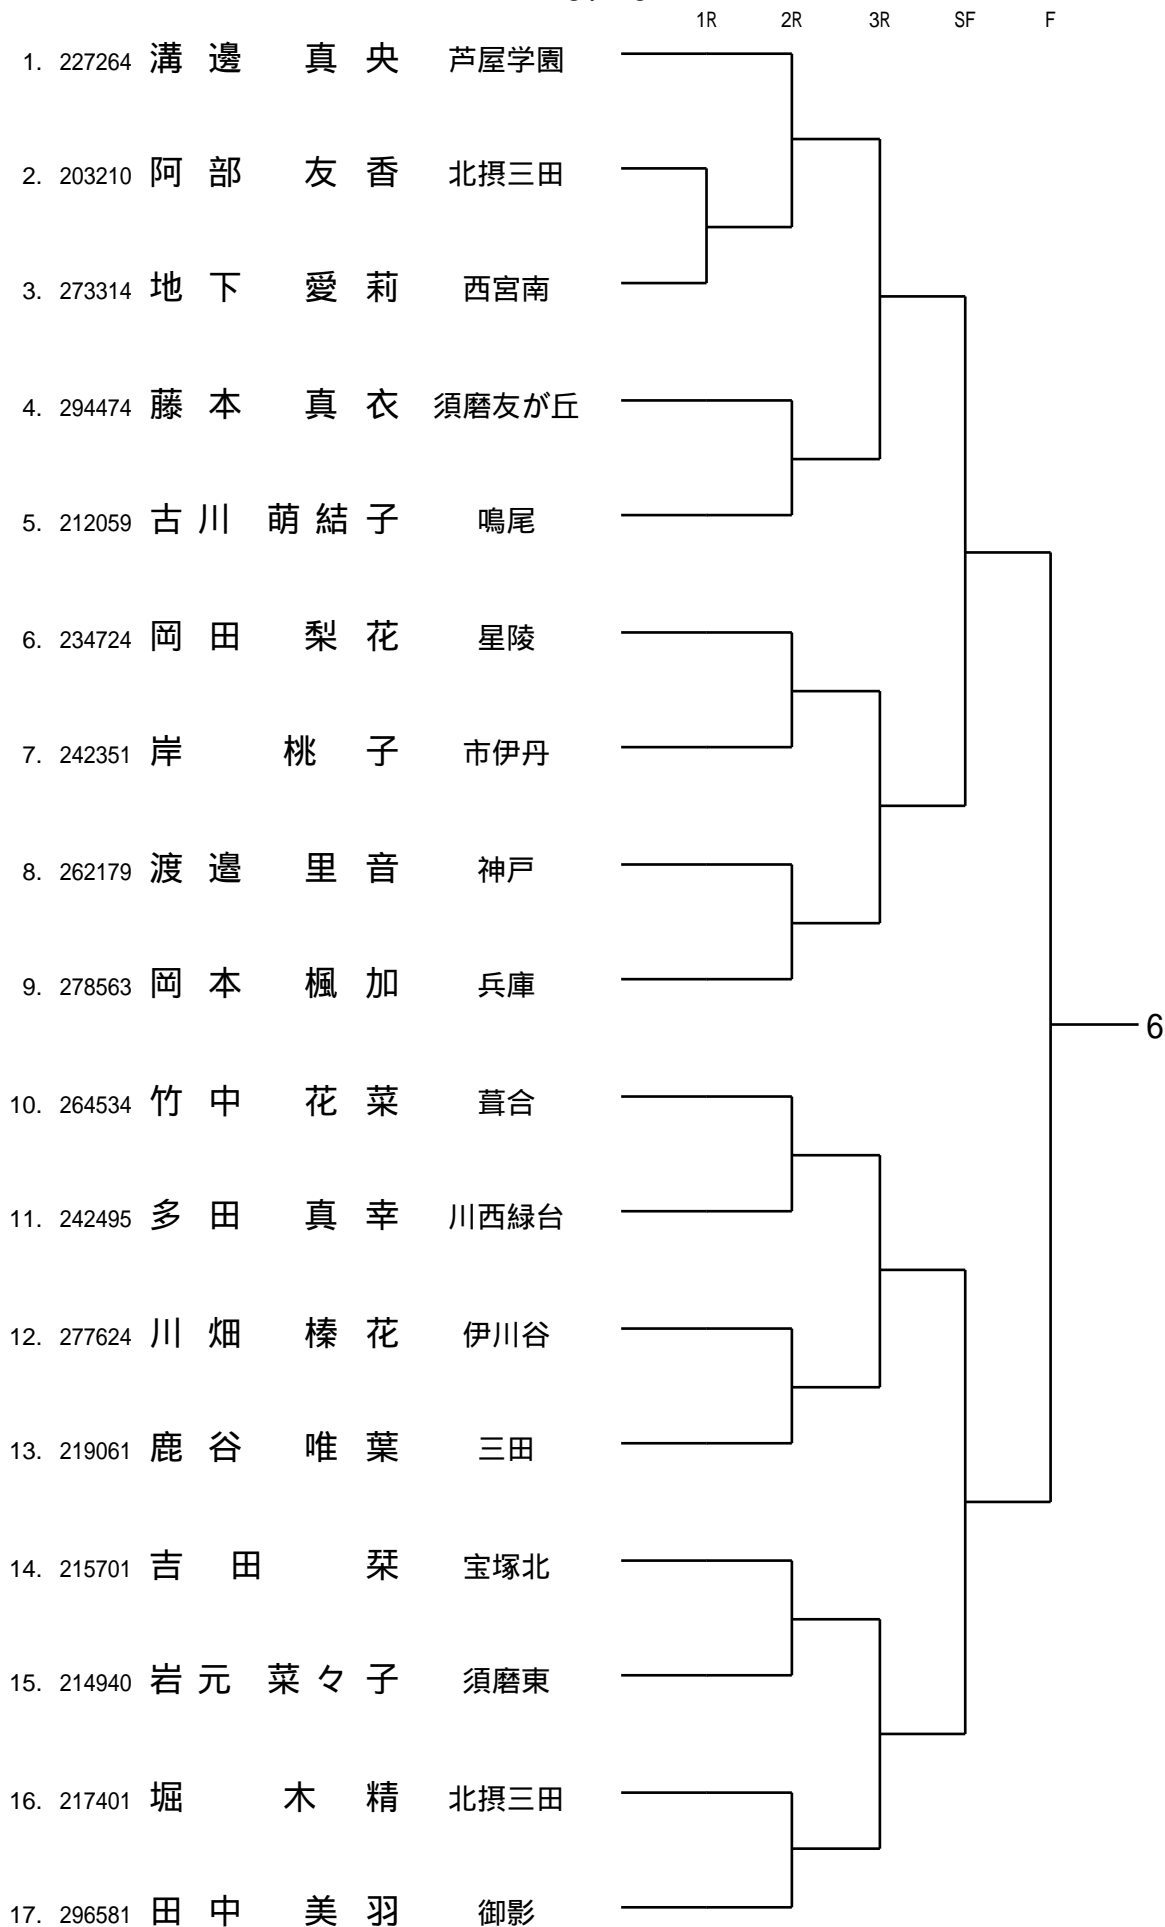 1R 2R 3R SF F
1. 227264 溝邊 真央 芦屋学園
2. 203210 阿部 友香 北摂三田
3. 273314 地下 愛莉 西宮南
4. 294474 藤本 真衣 須磨友が丘
5. 212059 古川 萌結子 鳴尾
6. 234724 岡田 梨花 星陵
7. 242351 岸 桃子 市伊丹
8. 262179 渡邉 里音 神戸
9. 278563 岡本 楓加 兵庫
6
10. 264534 竹中 花菜 葺合
11. 242495 多田 真幸 川西緑台
12. 277624 川畑 榛花 伊川谷
13. 219061 鹿谷 唯葉 三田
14. 215701 吉田 栞 宝塚北
15. 214940 岩元 菜々子 須磨東
16. 217401 堀 木精 北摂三田
17. 296581 田中 美羽 御影